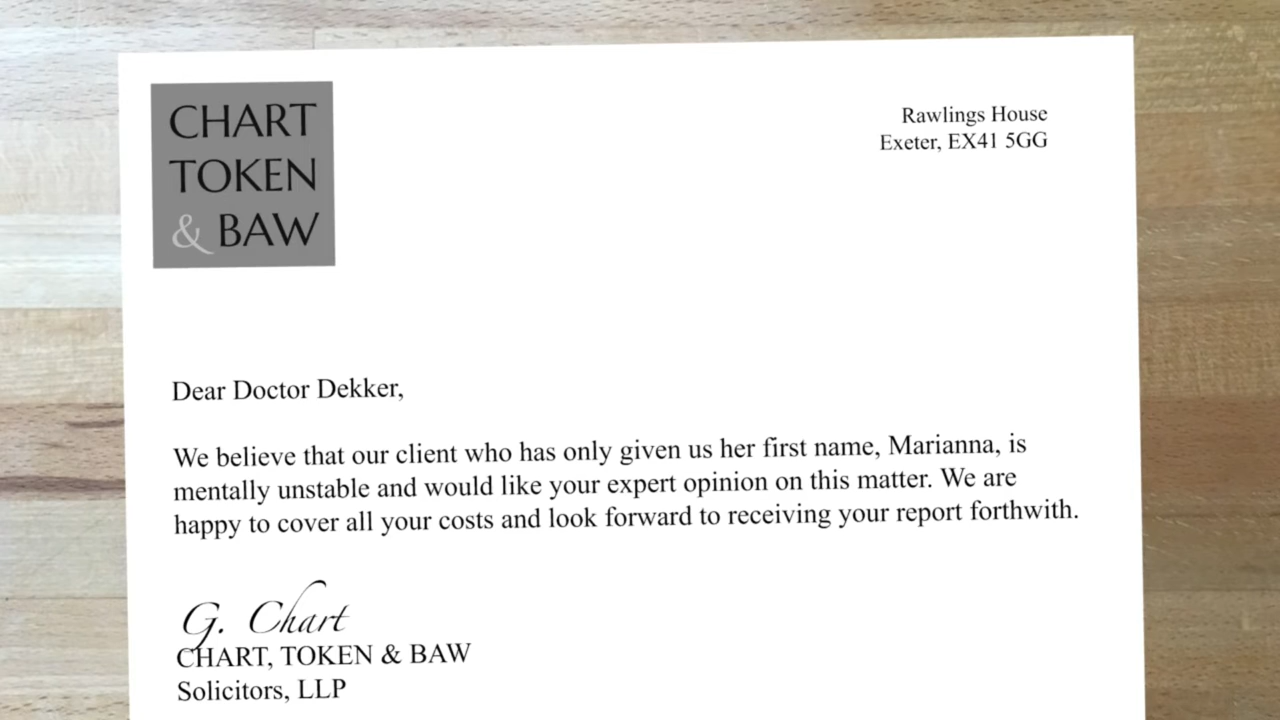 CHART
TOKEN
& BAW
Rawlings House
Exeter, EX41 5GG
Dear Doctor Dekker,
We believe that our client who has only given us her first name, Marianna, is
mentally unstable and would like your expert opinion on this matter. We are
happy to cover all your costs and look forward to receiving your report forthwith.
G. Chart
CHART, TOKEN & BAW
Solicitors, LLP